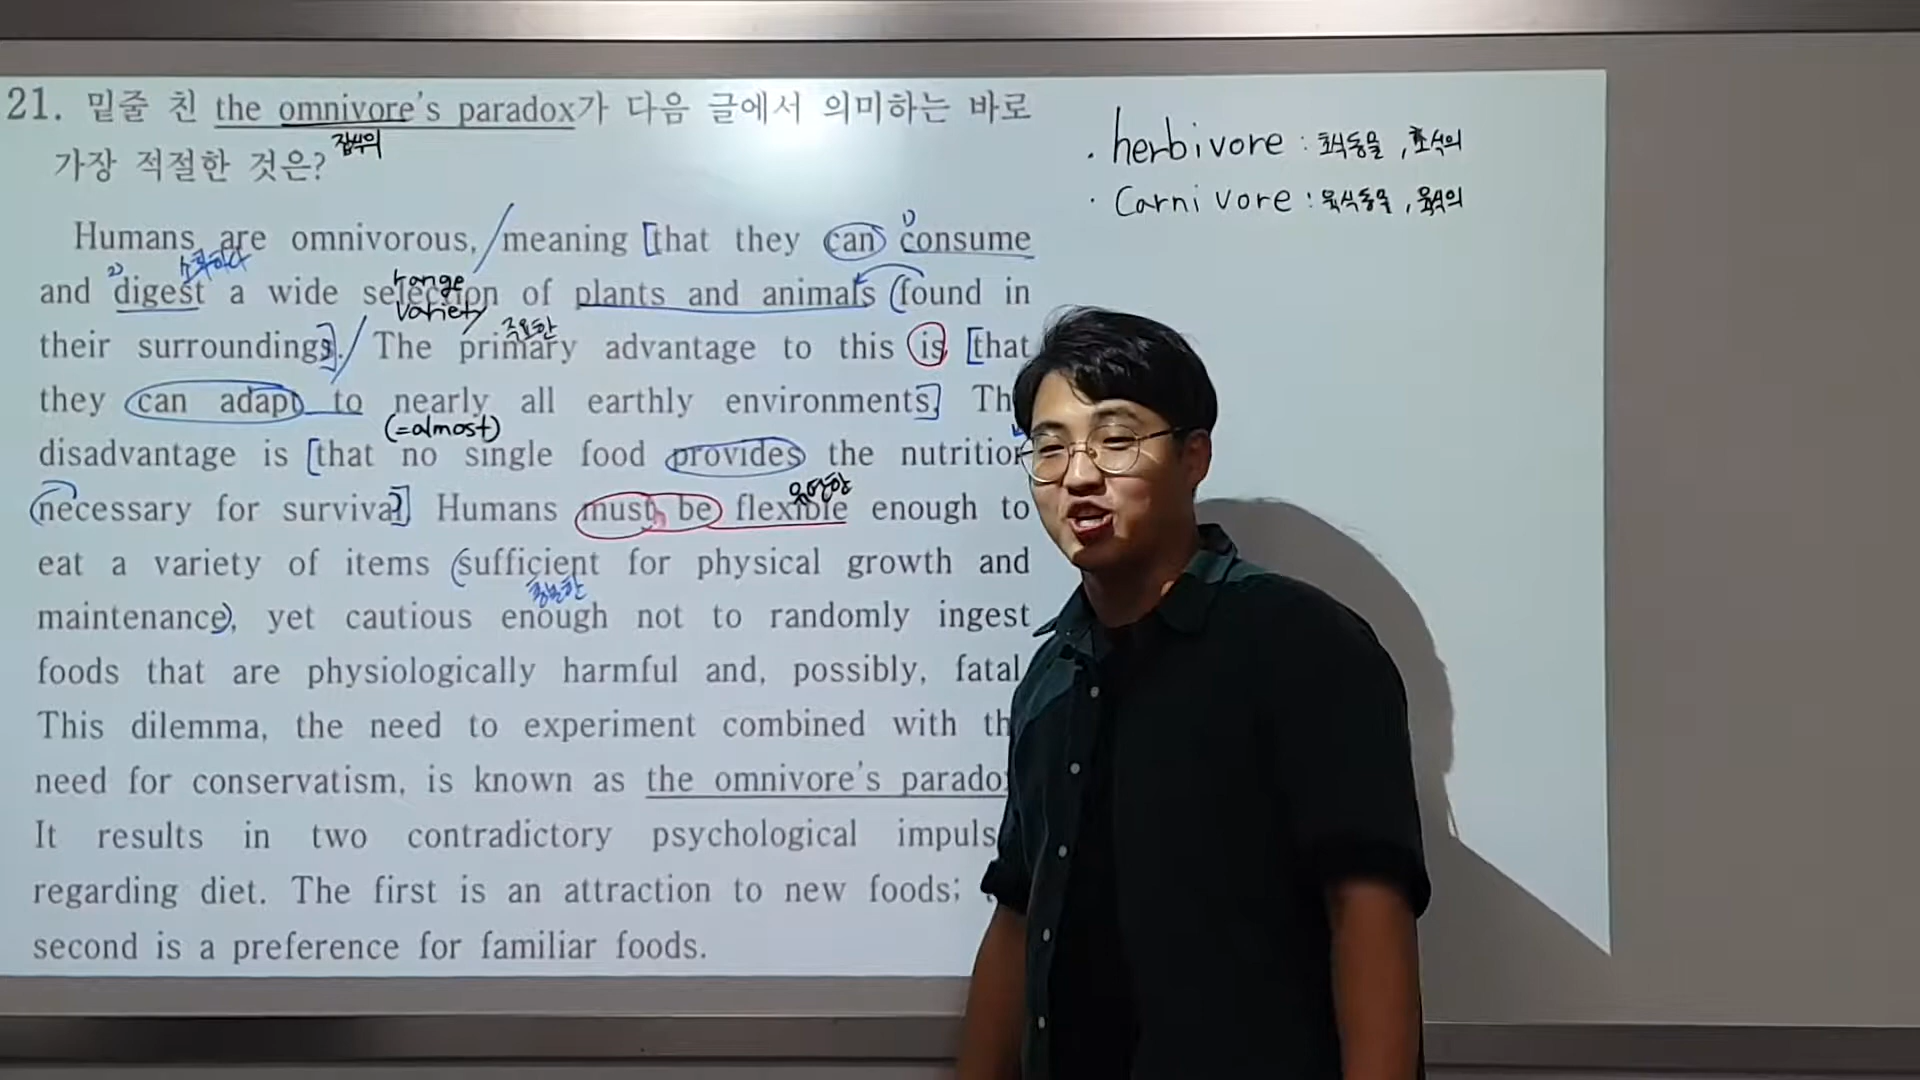 21. 밑줄 친 the omnivore's paradox가 다음 글에서 의미하는 바로
잡식의
가장 적절한 것은?
Humans are omnivorous, / meaning [that they can 1) consume
2) 소화하다
and digest a wide selection of plants and animals (found in
range
variety
their surroundings]. / The primary advantage to this is [that
주요한
they can adapt to nearly all earthly environments]. Th
(=almost)
disadvantage is [that no single food provides the nutrition
necessary for survival] Humans must be flexible enough to
eat a variety of items (sufficient for physical growth and
충분한
maintenance), yet cautious enough not to randomly ingest
foods that are physiologically harmful and, possibly, fatal
This dilemma, the need to experiment combined with th
need for conservatism, is known as the omnivore's parado
It results in two contradictory psychological impuls
regarding diet. The first is an attraction to new foods;
second is a preference for familiar foods.
· herbivore : 초식동물, 초식의
· Carnivore : 육식동물, 육식의